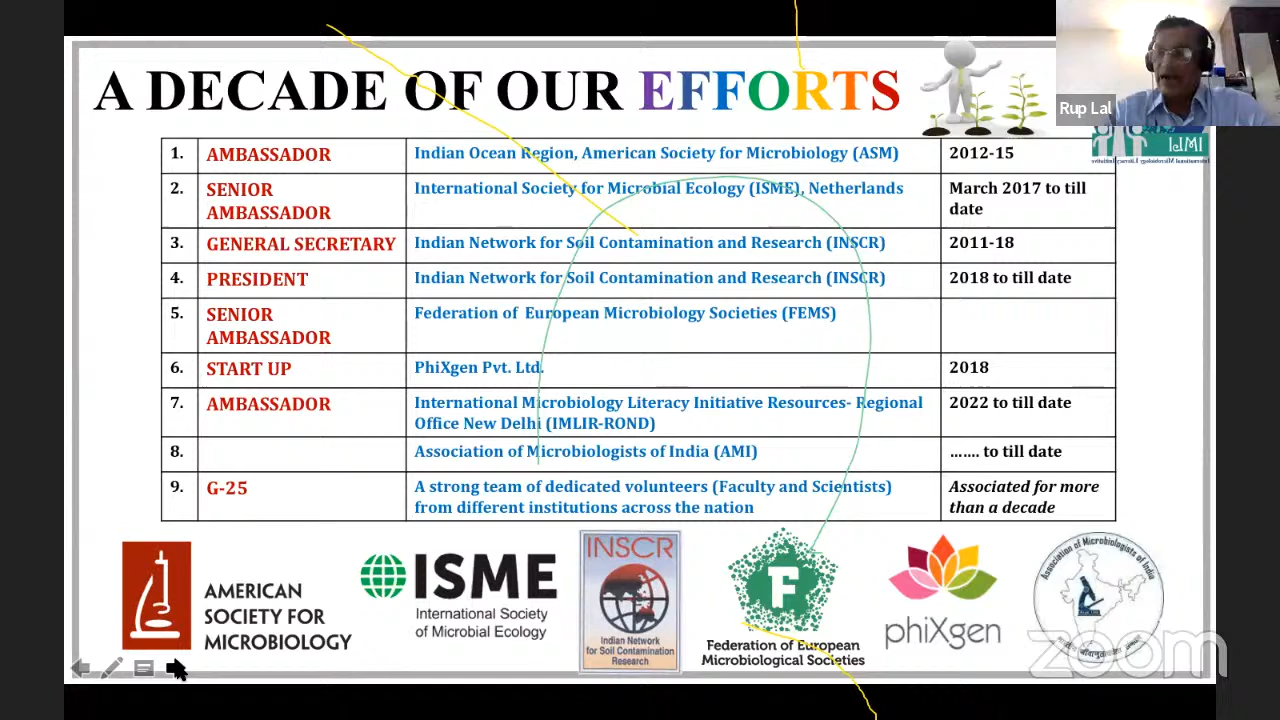 A DECADE OF OUR EFFORTS
Rup Lal
IMLI
International Microbiology Literacy Initiative
1. AMBASSADOR Indian Ocean Region, American Society for Microbiology (ASM) 2012-15
2. SENIOR AMBASSADOR International Society for Microbial Ecology (ISME), Netherlands March 2017 to till date
3. GENERAL SECRETARY Indian Network for Soil Contamination and Research (INSCR) 2011-18
4. PRESIDENT Indian Network for Soil Contamination and Research (INSCR) 2018 to till date
5. SENIOR AMBASSADOR Federation of European Microbiology Societies (FEMS)
6. START UP PhiXgen Pvt. Ltd. 2018
7. AMBASSADOR International Microbiology Literacy Initiative Resources- Regional Office New Delhi (IMLIR-ROND) 2022 to till date
8. Association of Microbiologists of India (AMI) ....... to till date
9. G-25 A strong team of dedicated volunteers (Faculty and Scientists) from different institutions across the nation Associated for more than a decade
AMERICAN
SOCIETY FOR
MICROBIOLOGY
ISME
International Society
of Microbial Ecology
INSCR
Indian Network
for Soil Contamination
Research
F
Federation of European
Microbiological Societies
phiXgen
Association of Microbiologists of India
zoom